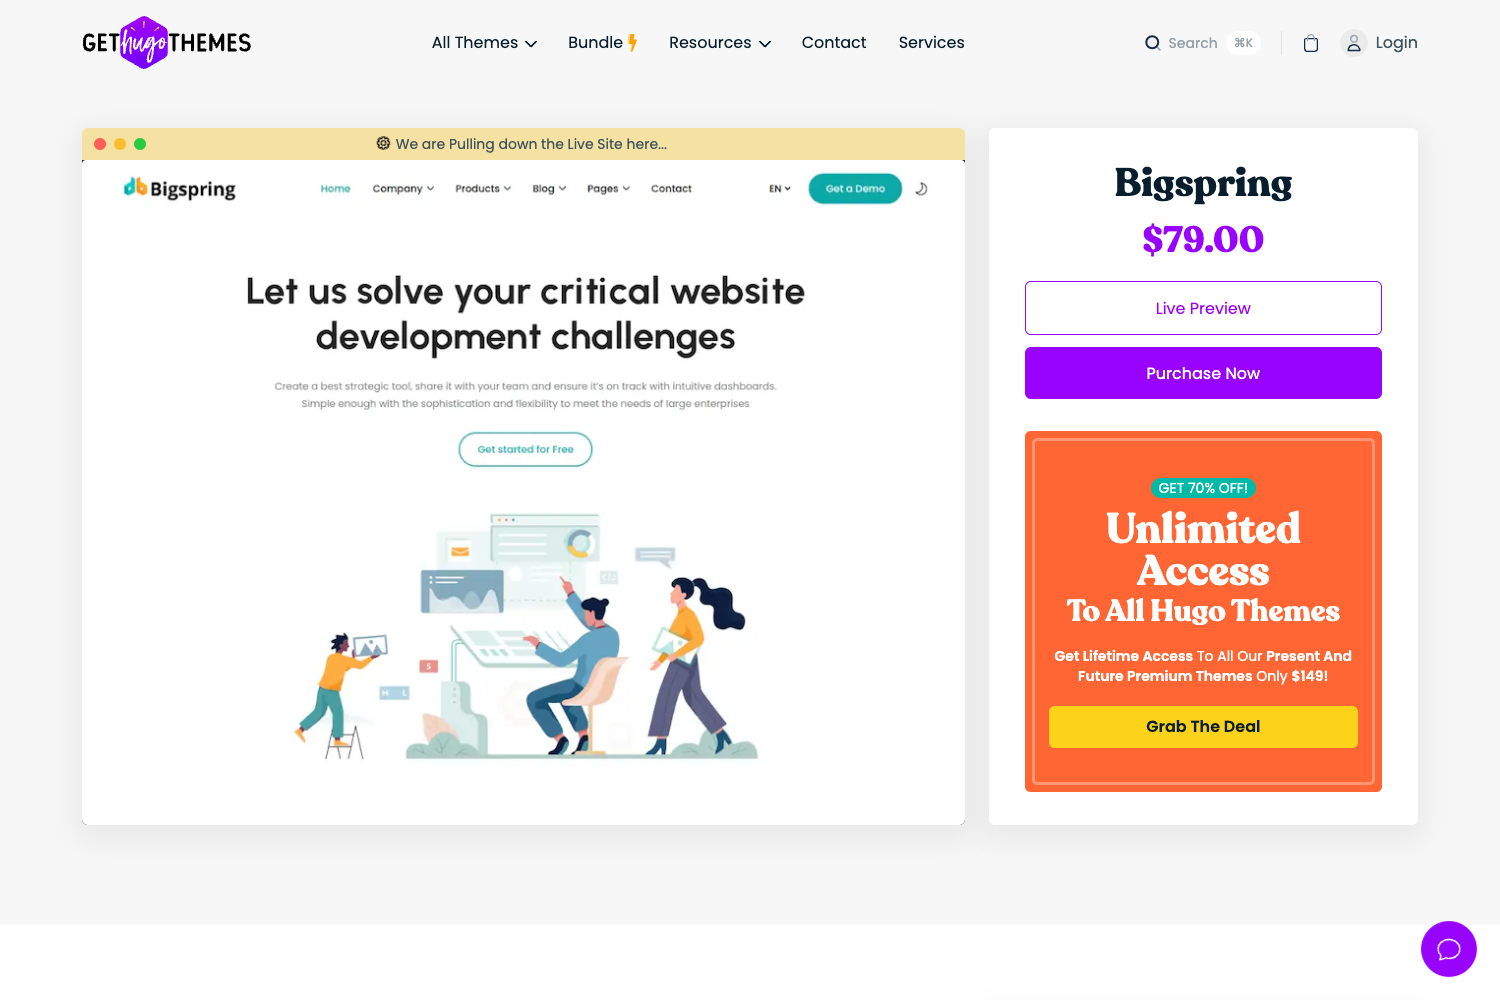 GET hugo THEMES
All Themes
Bundle
Resources
Contact
Services
Search
⌘K
Login
We are Pulling down the Live Site here...
Bigspring
Home
Company
Products
Blog
Pages
Contact
EN
Get a Demo
Let us solve your critical website
development challenges
Create a best strategic tool, share it with your team and ensure it's on track with intuitive dashboards.
Simple enough with the sophistication and flexibility to meet the needs of large enterprises
Get started for Free
S
H L
Bigspring
$79.00
Live Preview
Purchase Now
GET 70% OFF!
Unlimited
Access
To All Hugo Themes
Get Lifetime Access To All Our Present And
Future Premium Themes Only $149!
Grab The Deal